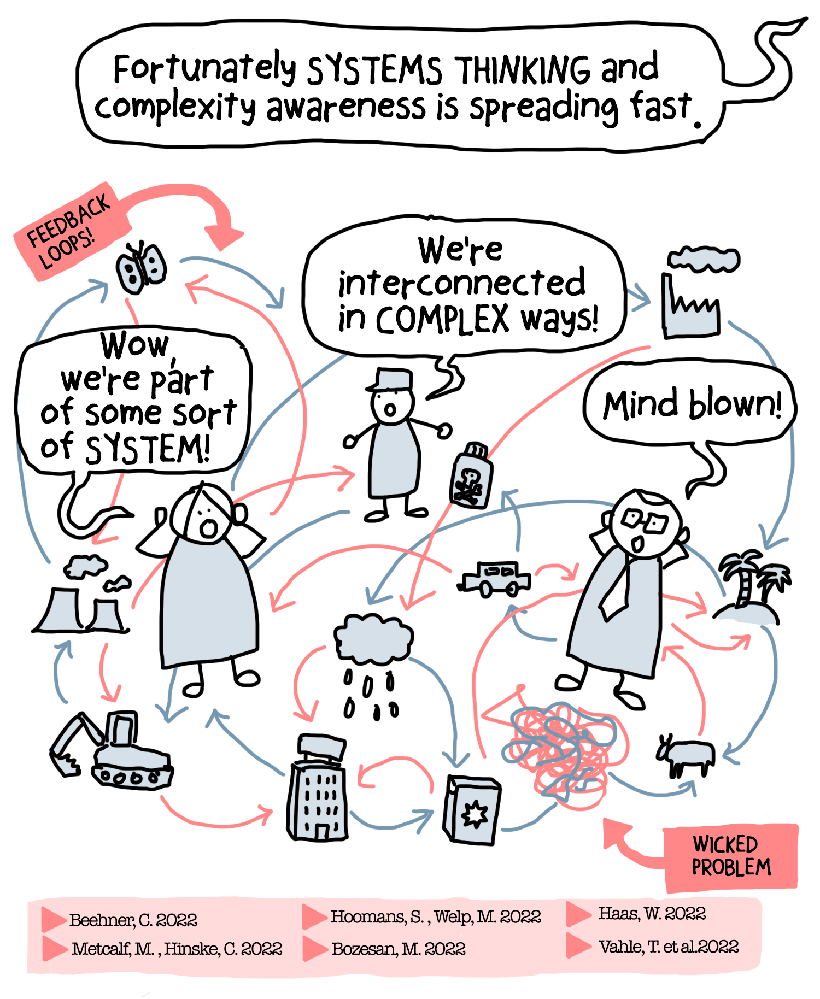 Fortunately SYSTEMS THINKING and
complexity awareness is spreading fast.
FEEDBACK
LOOPS!
We're
interconnected
in COMPLEX ways!
Wow,
we're part
of some sort
of SYSTEM!
Mind blown!
WICKED
PROBLEM
Beehner, C. 2022
Metcalf, M. , Hinske, C. 2022
Hoomans, S. , Welp, M. 2022
Bozesan, M. 2022
Haas, W. 2022
Vahle, T. et al.2022